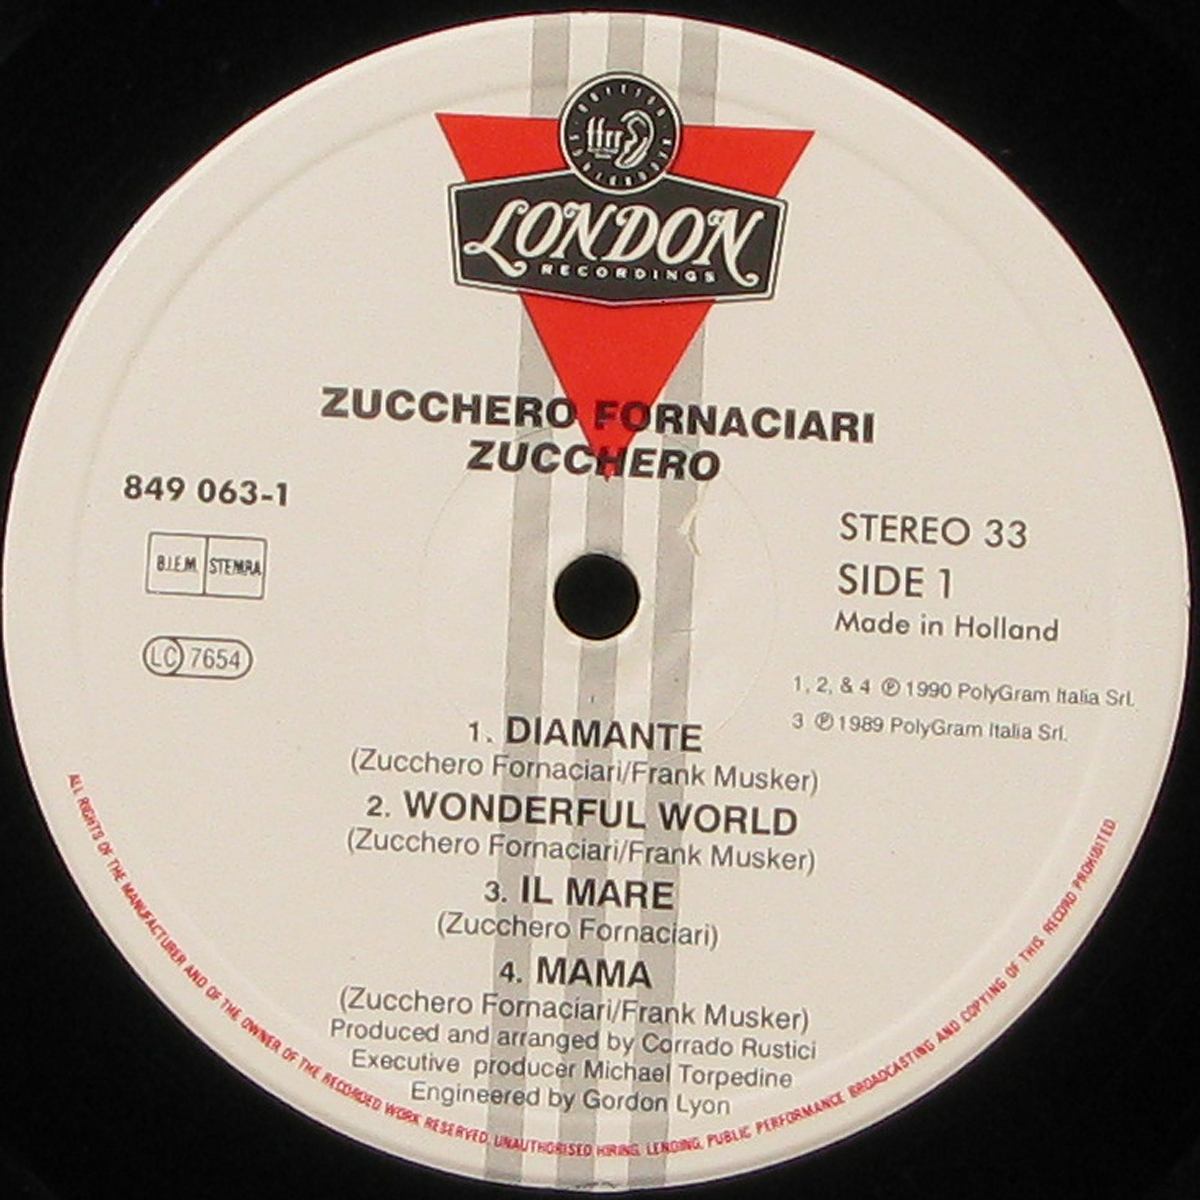 ffrr
LONDON
RECORDINGS
ZUCCHERO FORNACIARI
ZUCCHERO
849 063-1
B.I.E.M. STEMRA
LC 7654
STEREO 33
SIDE 1
Made in Holland
1, 2, & 4 ℗ 1990 PolyGram Italia Srl.
3 ℗ 1989 PolyGram Italia Srl.
1. DIAMANTE
(Zucchero Fornaciari/Frank Musker)
2. WONDERFUL WORLD
(Zucchero Fornaciari/Frank Musker)
3. IL MARE
(Zucchero Fornaciari)
4. MAMA
(Zucchero Fornaciari/Frank Musker)
Produced and arranged by Corrado Rustici
Executive producer Michael Torpedine
Engineered by Gordon Lyon
ALL RIGHTS OF THE MANUFACTURER AND OF THE OWNER OF THE RECORDED WORK RESERVED. UNAUTHORISED HIRING, LENDING, PUBLIC PERFORMANCE BROADCASTING AND COPYING OF THIS RECORD PROHIBITED